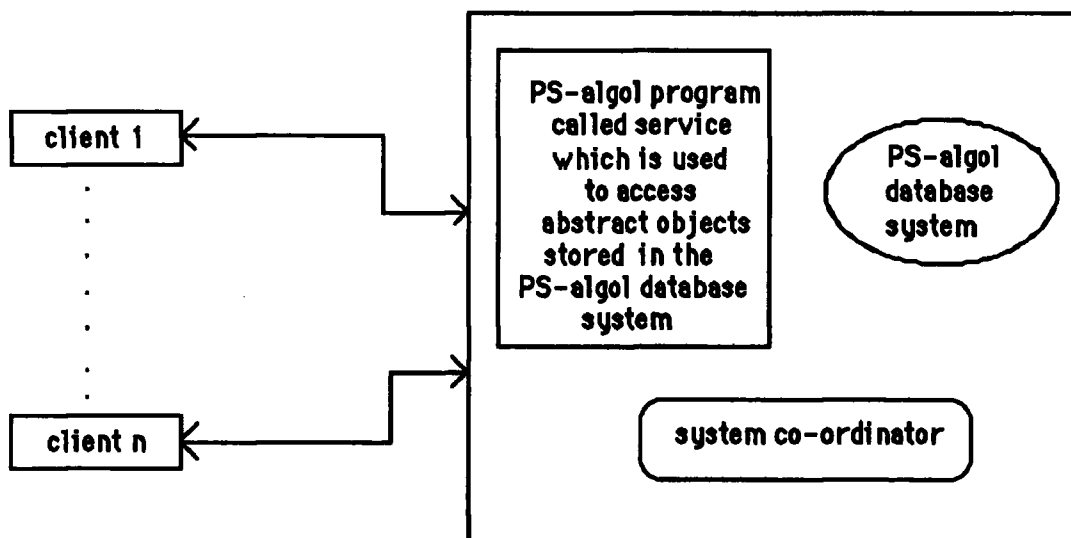 client 1
client n
PS-algol program
called service
which is used
to access
abstract objects
stored in the
PS-algol database
system
PS-algol
database
system
system co-ordinator